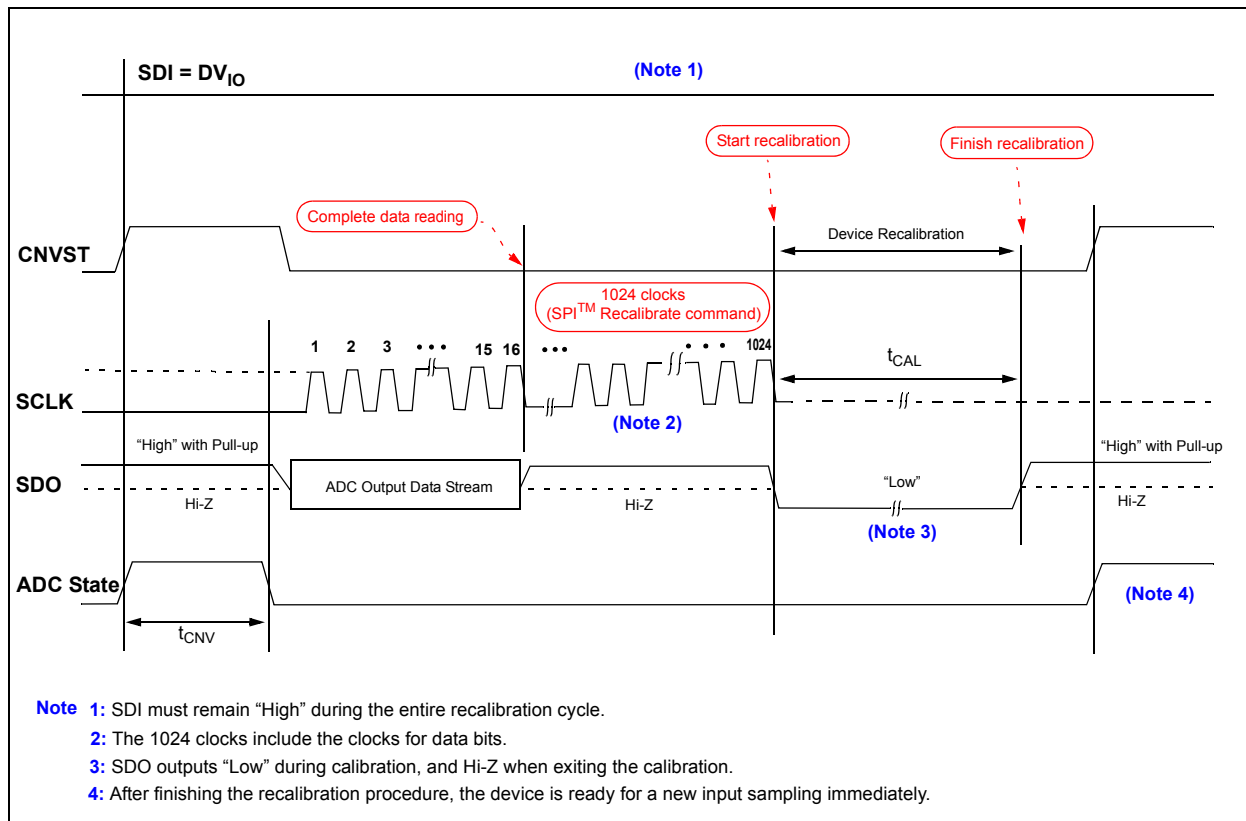 SDI = DVIO
(Note 1)
Start recalibration
Finish recalibration
Complete data reading
Device Recalibration
CNVST
1024 clocks
(SPI™ Recalibrate command)
1 2 3 ••• 15 16 ••• • • • 1024
tCAL
SCLK
(Note 2)
“High” with Pull-up
“High” with Pull-up
SDO
ADC Output Data Stream
“Low”
Hi-Z
Hi-Z
Hi-Z
(Note 3)
ADC State
(Note 4)
tCNV
Note 1: SDI must remain “High” during the entire recalibration cycle.
2: The 1024 clocks include the clocks for data bits.
3: SDO outputs “Low” during calibration, and Hi-Z when exiting the calibration.
4: After finishing the recalibration procedure, the device is ready for a new input sampling immediately.